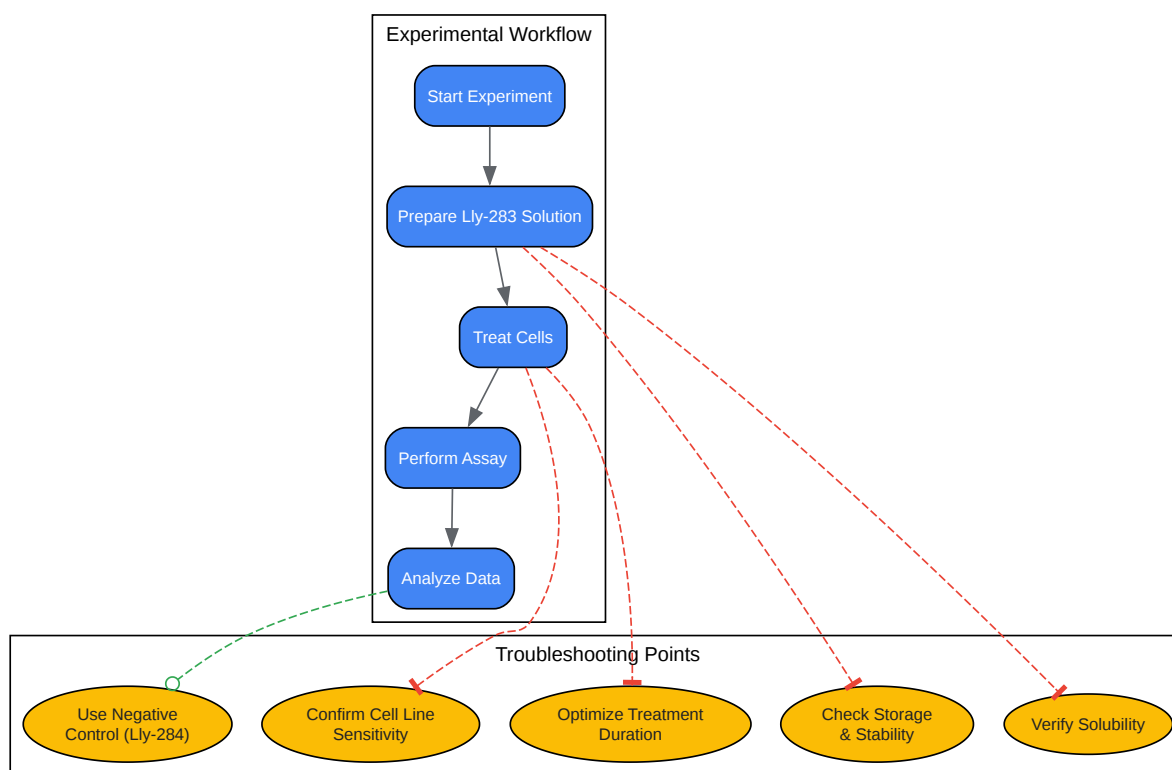 Experimental Workflow
Start Experiment
Prepare Lly-283 Solution
Treat Cells
Perform Assay
Analyze Data
Troubleshooting Points
Use Negative
Control (Lly-284)
Confirm Cell Line
Sensitivity
Optimize Treatment
Duration
Check Storage
& Stability
Verify Solubility